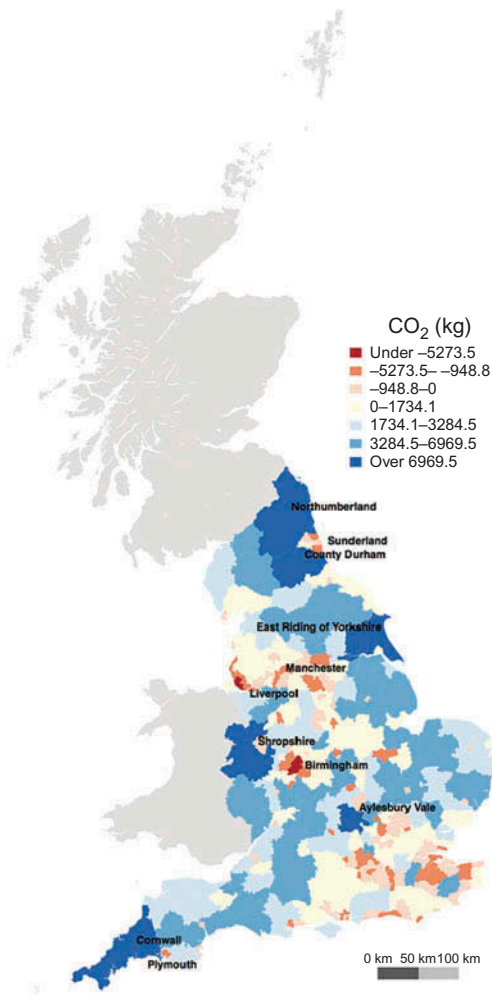 CO2 (kg)
Under –5273.5
–5273.5– –948.8
–948.8–0
0–1734.1
1734.1–3284.5
3284.5–6969.5
Over 6969.5
Northumberland
Sunderland
County Durham
East Riding of Yorkshire
Manchester
Liverpool
Shropshire
Birmingham
Aylesbury Vale
Cornwall
Plymouth
0 km 50 km100 km